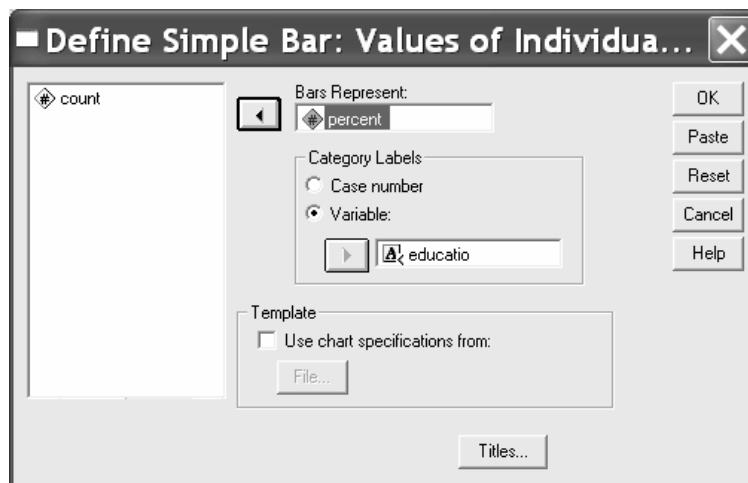 Define Simple Bar: Values of Individua...
count
Bars Represent:
percent
Category Labels
Case number
Variable:
educatio
Template
Use chart specifications from:
File...
Titles...
OK
Paste
Reset
Cancel
Help